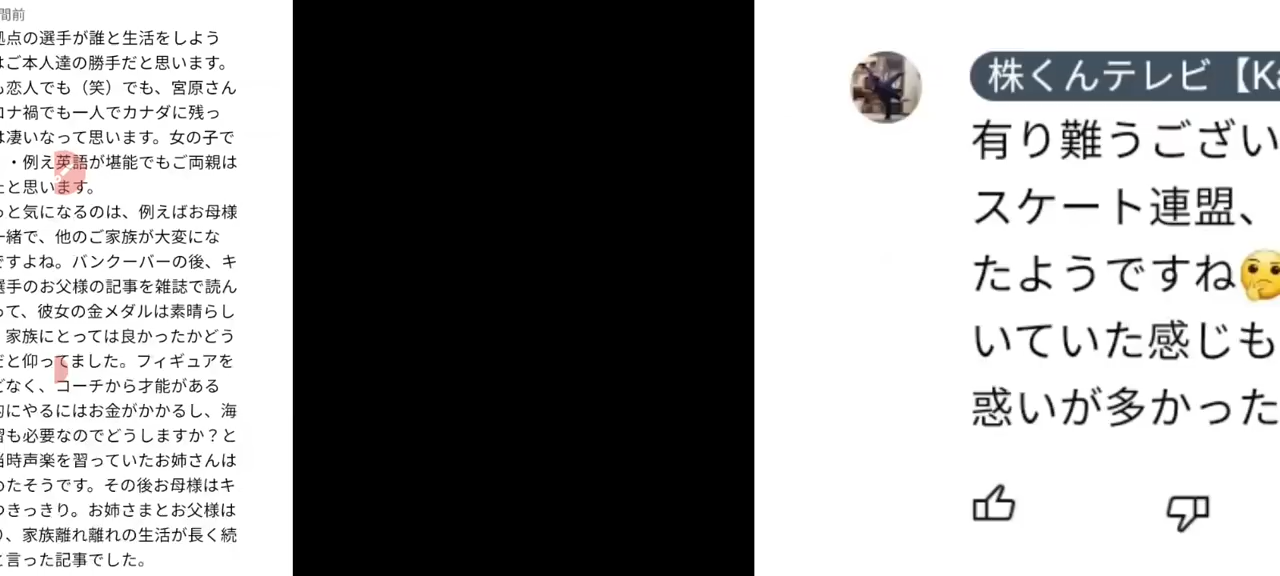 間前
拠点の選手が誰と生活をしよう
はご本人達の勝手だと思います。
も恋人でも（笑）でも、宮原さん
ロナ禍でも一人でカナダに残っ
は凄いなって思います。女の子で
・例え英語が堪能でもご両親は
たと思います。
っと気になるのは、例えばお母様
一緒で、他のご家族が大変にな
ですよね。バンクーバーの後、キ
選手のお父様の記事を雑誌で読ん
って、彼女の金メダルは素晴らし
家族にとっては良かったかどう
だと仰ってました。フィギュアを
どなく、コーチから才能がある
的にやるにはお金がかかるし、海
習も必要なのでどうしますか？と
当時声楽を習っていたお姉さんは
めたそうです。その後お母様はキ
つきっきり。お姉さまとお父様は
り、家族離れ離れの生活が長く続
と言った記事でした。
株くんテレビ【Ka
有り難うござい
スケート連盟、
たようですね🤔
いていた感じも
惑いが多かった